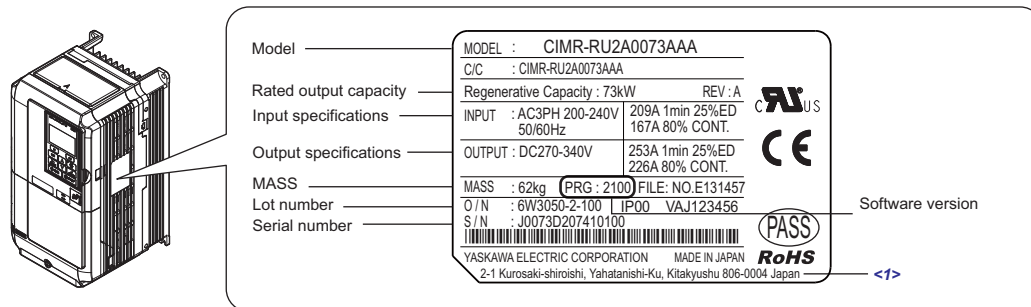 Model
Rated output capacity
Input specifications
Output specifications
MASS
Lot number
Serial number
MODEL : CIMR-RU2A0073AAA
C/C : CIMR-RU2A0073AAA
Regenerative Capacity : 73kW REV : A
INPUT : AC3PH 200-240V 50/60Hz
209A 1min 25%ED
167A 80% CONT.
OUTPUT : DC270-340V
253A 1min 25%ED
226A 80% CONT.
MASS : 62kg PRG : 2100 FILE: NO.E131457
O / N : 6W3050-2-100 IP00 VAJ123456
S / N : J0073D207410100
YASKAWA ELECTRIC CORPORATION MADE IN JAPAN
2-1 Kurosaki-shiroishi, Yahatanishi-Ku, Kitakyushu 806-0004 Japan
c RU US
CE
PASS
RoHS
Software version
<1>